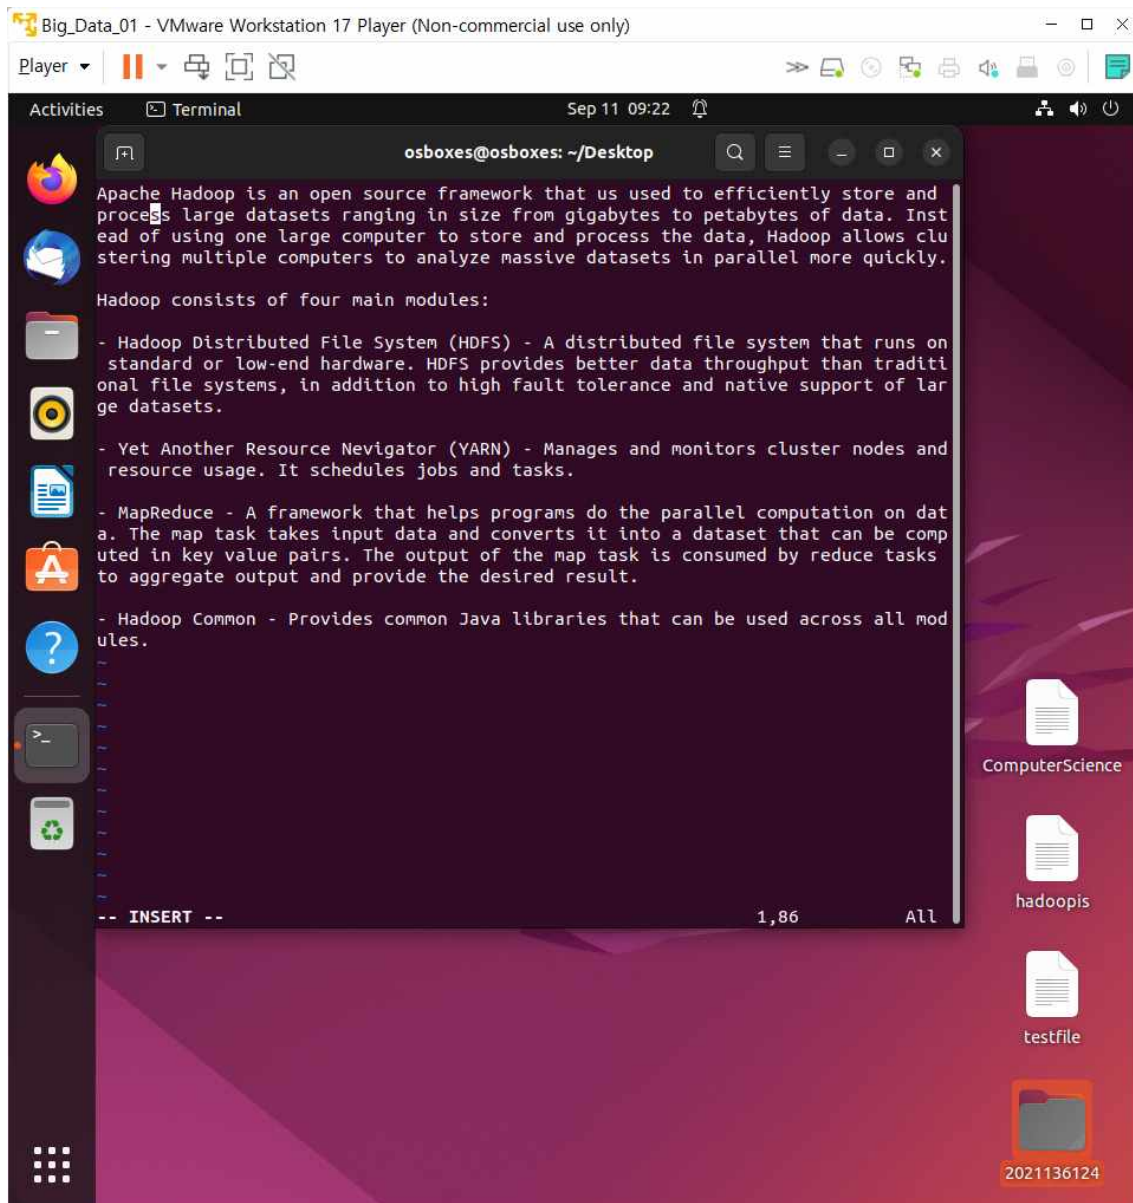 Big_Data_01 - VMware Workstation 17 Player (Non-commercial use only)
Player
Activities Terminal Sep 11 09:22
osboxes@osboxes: ~/Desktop
Apache Hadoop is an open source framework that us used to efficiently store and
process large datasets ranging in size from gigabytes to petabytes of data. Inst
ead of using one large computer to store and process the data, Hadoop allows clu
stering multiple computers to analyze massive datasets in parallel more quickly.
Hadoop consists of four main modules:
- Hadoop Distributed File System (HDFS) - A distributed file system that runs on
standard or low-end hardware. HDFS provides better data throughput than traditi
onal file systems, in addition to high fault tolerance and native support of lar
ge datasets.
- Yet Another Resource Nevigator (YARN) - Manages and monitors cluster nodes and
resource usage. It schedules jobs and tasks.
- MapReduce - A framework that helps programs do the parallel computation on dat
a. The map task takes input data and converts it into a dataset that can be comp
uted in key value pairs. The output of the map task is consumed by reduce tasks
to aggregate output and provide the desired result.
- Hadoop Common - Provides common Java libraries that can be used across all mod
ules.
~
~
~
~
~
~
~
~
~
~
~
~
-- INSERT -- 1,86 All
ComputerScience
hadoopis
testfile
2021136124